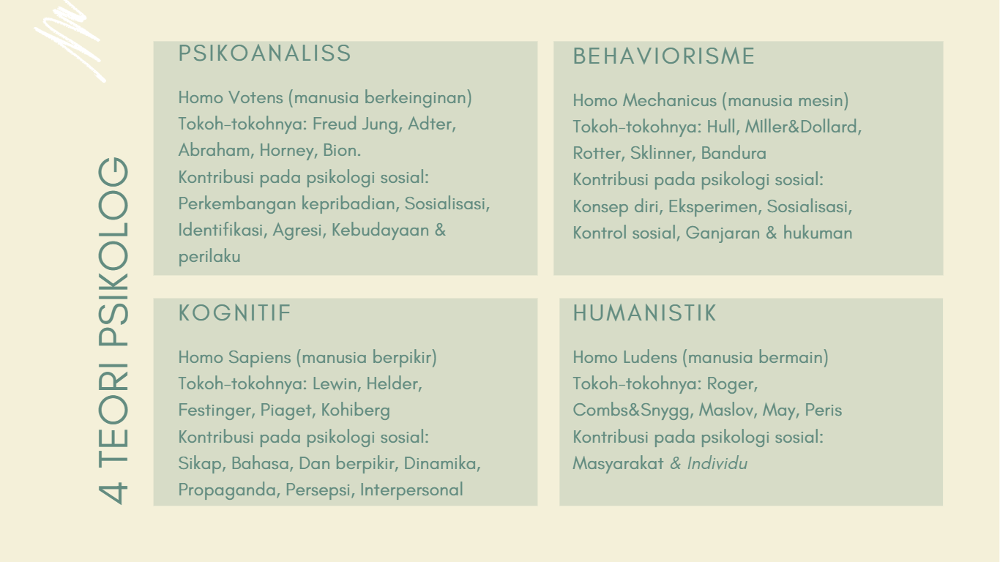 4 TEORI PSIKOLOG
PSIKOANALISS
Homo Votens (manusia berkeinginan)
Tokoh-tokohnya: Freud Jung, Adter,
Abraham, Horney, Bion.
Kontribusi pada psikologi sosial:
Perkembangan kepribadian, Sosialisasi,
Identifikasi, Agresi, Kebudayaan &
perilaku
BEHAVIORISME
Homo Mechanicus (manusia mesin)
Tokoh-tokohnya: Hull, MIller&Dollard,
Rotter, Sklinner, Bandura
Kontribusi pada psikologi sosial:
Konsep diri, Eksperimen, Sosialisasi,
Kontrol sosial, Ganjaran & hukuman
KOGNITIF
Homo Sapiens (manusia berpikir)
Tokoh-tokohnya: Lewin, Helder,
Festinger, Piaget, Kohiberg
Kontribusi pada psikologi sosial:
Sikap, Bahasa, Dan berpikir, Dinamika,
Propaganda, Persepsi, Interpersonal
HUMANISTIK
Homo Ludens (manusia bermain)
Tokoh-tokohnya: Roger,
Combs&Snygg, Maslov, May, Peris
Kontribusi pada psikologi sosial:
Masyarakat & Individu